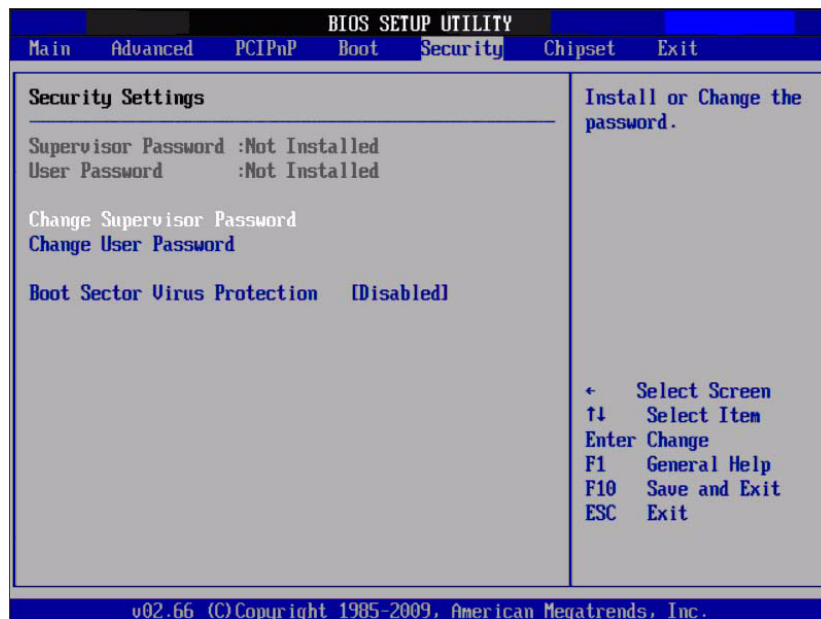 BIOS SETUP UTILITY
Main Advanced PCIPnP Boot Security Chipset Exit
Security Settings
Supervisor Password :Not Installed
User Password :Not Installed
Change Supervisor Password
Change User Password
Boot Sector Virus Protection [Disabled]
Install or Change the
password.
← Select Screen
↑↓ Select Item
Enter Change
F1 General Help
F10 Save and Exit
ESC Exit
v02.66 (C)Copyright 1985-2009, American Megatrends, Inc.